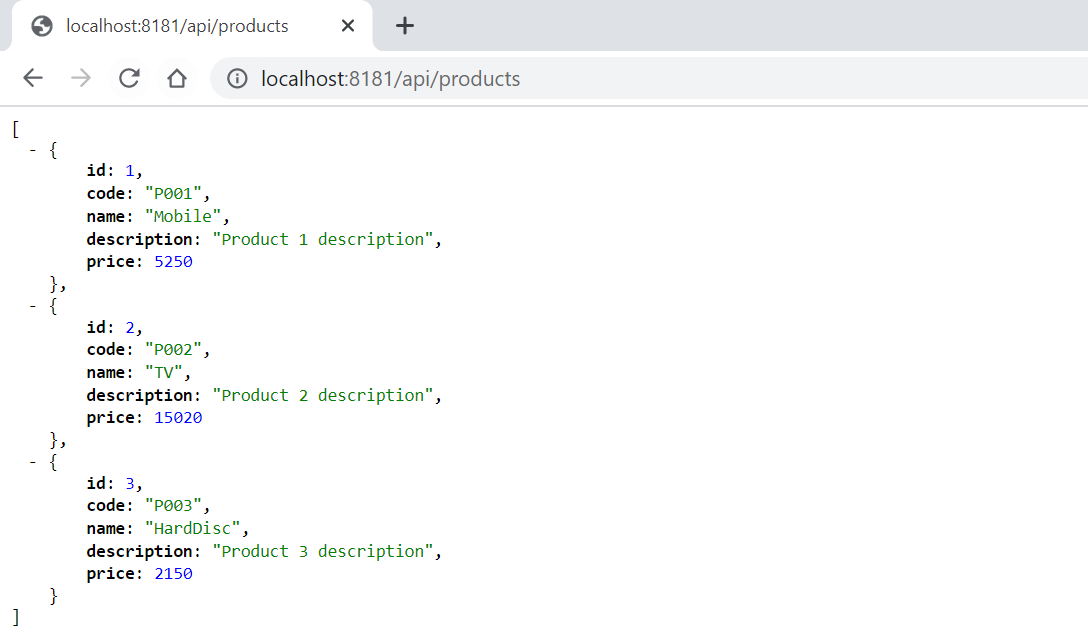 localhost:8181/api/products
localhost:8181/api/products
[
- {
id: 1,
code: "P001",
name: "Mobile",
description: "Product 1 description",
price: 5250
},
- {
id: 2,
code: "P002",
name: "TV",
description: "Product 2 description",
price: 15020
},
- {
id: 3,
code: "P003",
name: "HardDisc",
description: "Product 3 description",
price: 2150
}
]